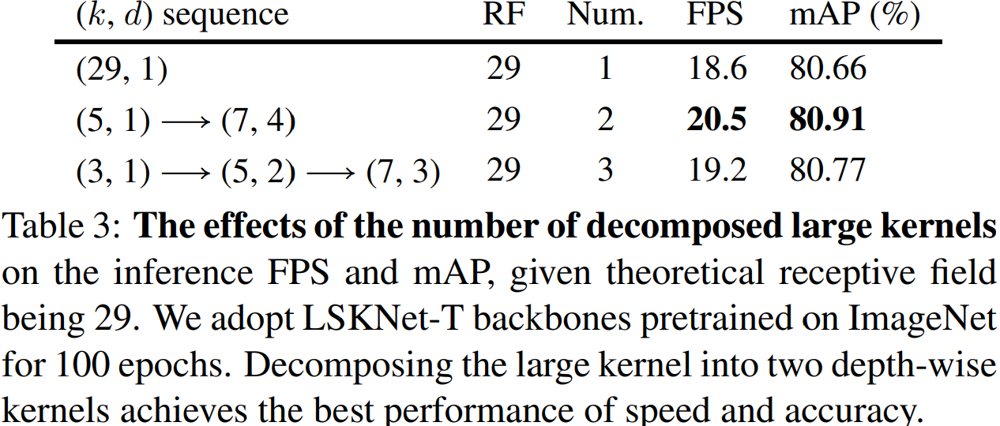 (k, d) sequence RF Num. FPS mAP (%)
(29, 1) 29 1 18.6 80.66
(5, 1) ⟶ (7, 4) 29 2 20.5 80.91
(3, 1) ⟶ (5, 2) ⟶ (7, 3) 29 3 19.2 80.77
Table 3: The effects of the number of decomposed large kernels
on the inference FPS and mAP, given theoretical receptive field
being 29. We adopt LSKNet-T backbones pretrained on ImageNet
for 100 epochs. Decomposing the large kernel into two depth-wise
kernels achieves the best performance of speed and accuracy.